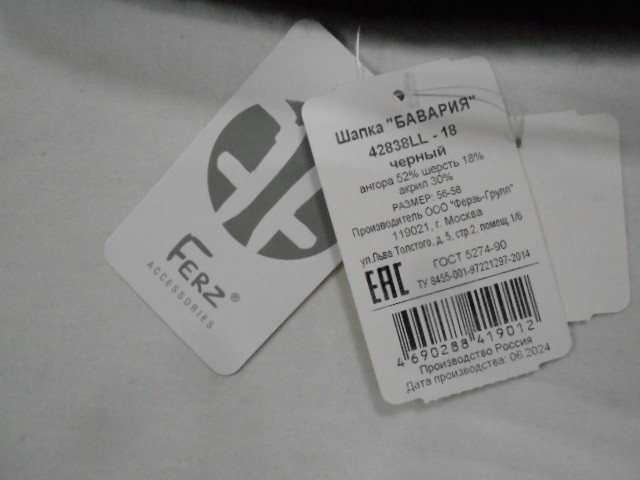 FERZ®
ACCESSORIES
Шапка "БАВАРИЯ"
42838LL - 18
черный
ангора 52% шерсть 18%
акрил 30%
РАЗМЕР: 56-58
Производитель ООО "Ферзь-Групп"
119021, г. Москва
ул.Льва Толстого, д. 5, стр.2, помещ 1/6
ГОСТ 5274-90
EAC ТУ 8455-001-97221297-2014
4 690288 419012
Производство Россия
Дата производства: 06.2024